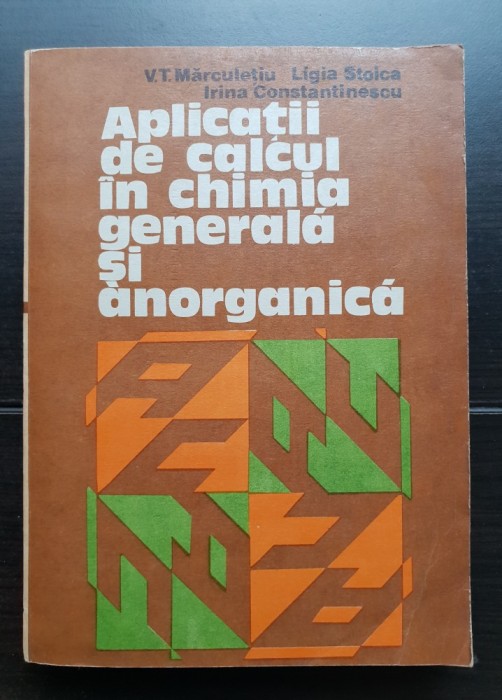 V.T. Mărculețiu Ligia Stoica
Irina Constantinescu
Aplicații
de calcul
în chimia
generală
și
anorganică